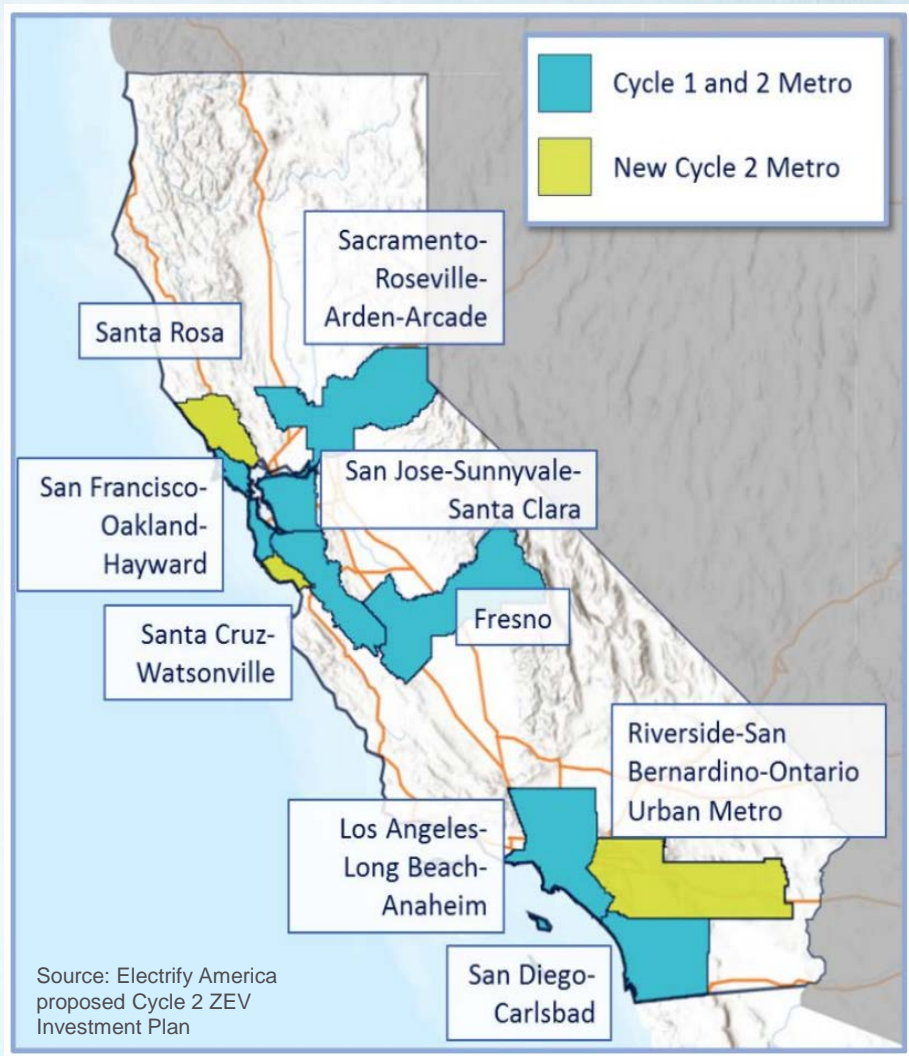 Cycle 1 and 2 Metro
New Cycle 2 Metro
Sacramento-
Roseville-
Arden-Arcade
Santa Rosa
San Francisco-
Oakland-
Hayward
San Jose-Sunnyvale-
Santa Clara
Santa Cruz-
Watsonville
Fresno
Riverside-San
Bernardino-Ontario
Urban Metro
Los Angeles-
Long Beach-
Anaheim
San Diego-
Carlsbad
Source: Electrify America
proposed Cycle 2 ZEV
Investment Plan